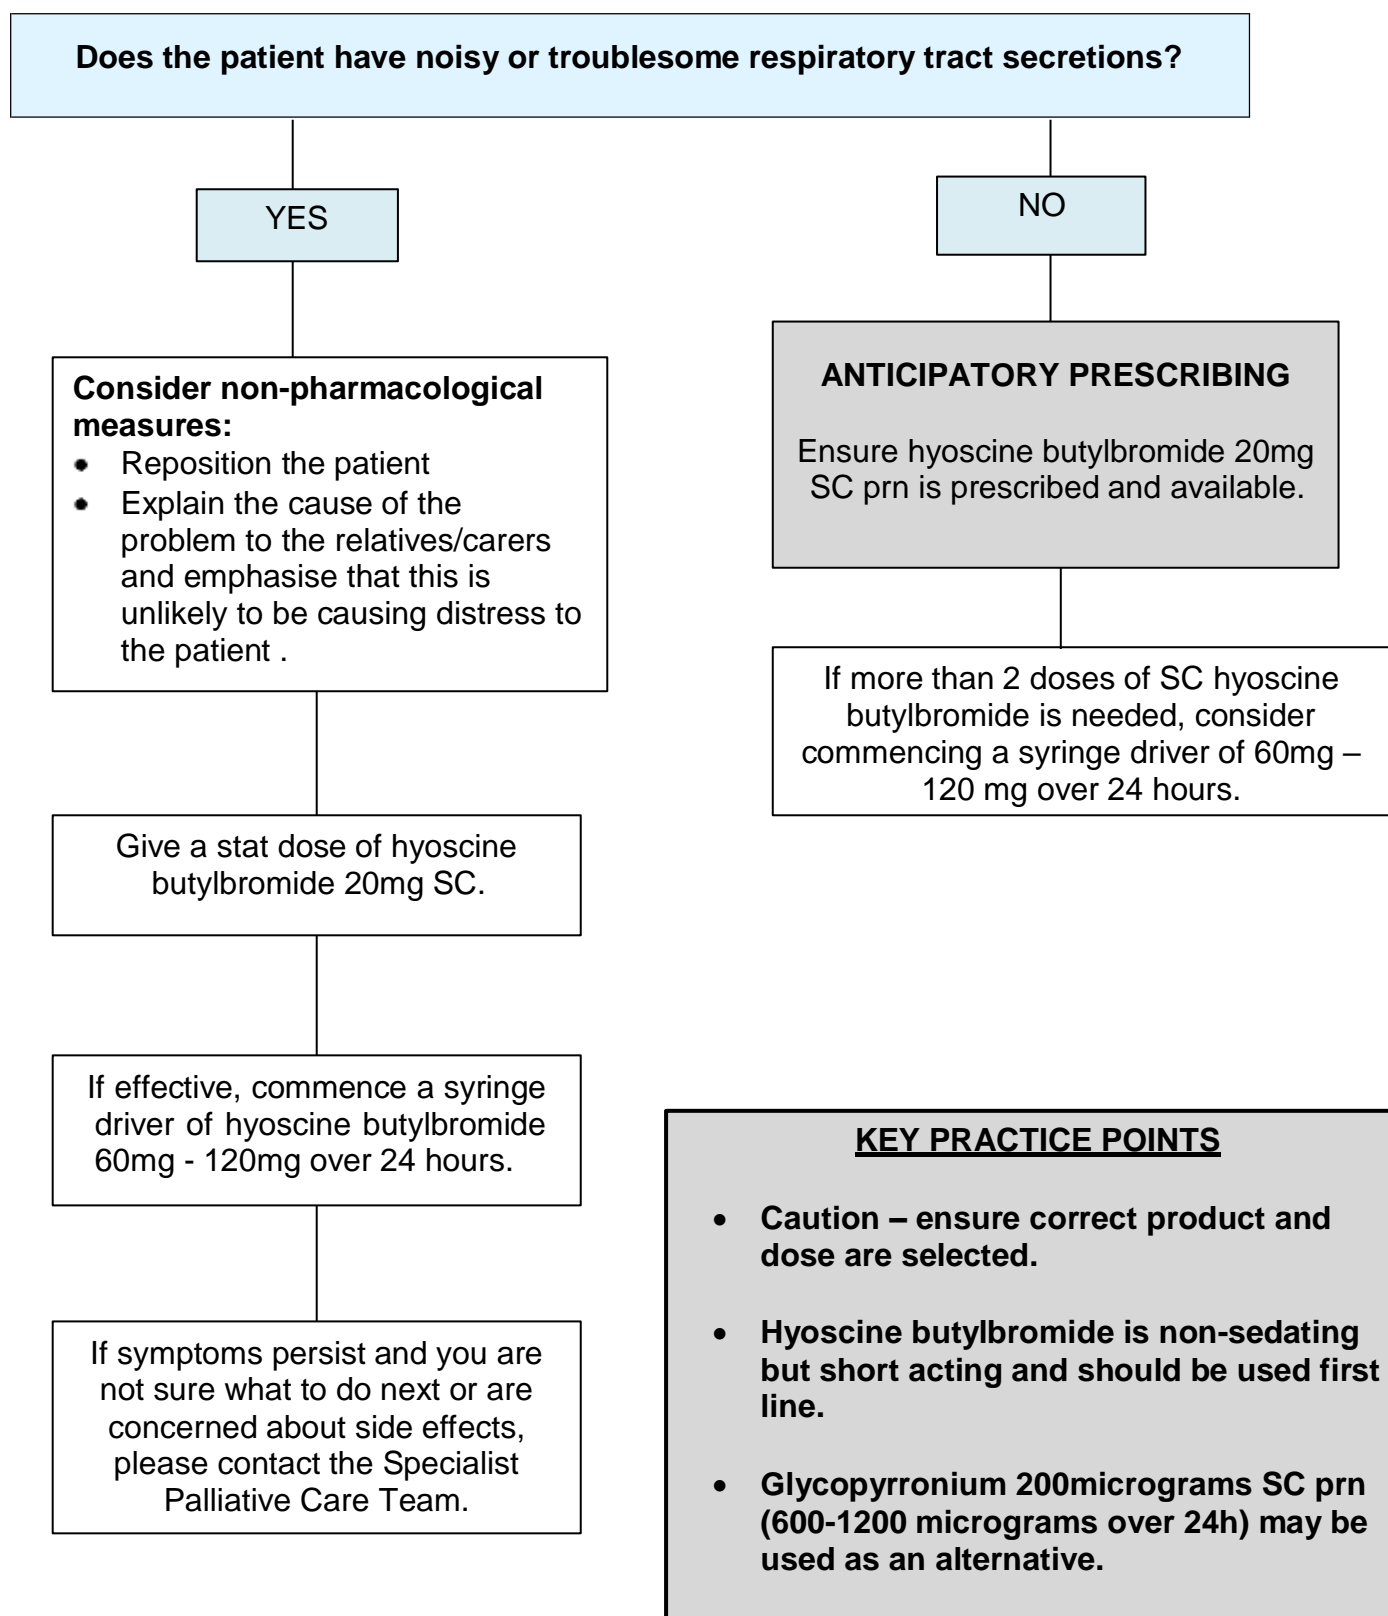 Does the patient have noisy or troublesome respiratory tract secretions?
YES
Consider non-pharmacological
measures:
• Reposition the patient
• Explain the cause of the
problem to the relatives/carers
and emphasise that this is
unlikely to be causing distress to
the patient .
Give a stat dose of hyoscine
butylbromide 20mg SC.
If effective, commence a syringe
driver of hyoscine butylbromide
60mg - 120mg over 24 hours.
If symptoms persist and you are
not sure what to do next or are
concerned about side effects,
please contact the Specialist
Palliative Care Team.
NO
ANTICIPATORY PRESCRIBING
Ensure hyoscine butylbromide 20mg
SC prn is prescribed and available.
If more than 2 doses of SC hyoscine
butylbromide is needed, consider
commencing a syringe driver of 60mg –
120 mg over 24 hours.
KEY PRACTICE POINTS
• Caution – ensure correct product and
dose are selected.
• Hyoscine butylbromide is non-sedating
but short acting and should be used first
line.
• Glycopyrronium 200micrograms SC prn
(600-1200 micrograms over 24h) may be
used as an alternative.